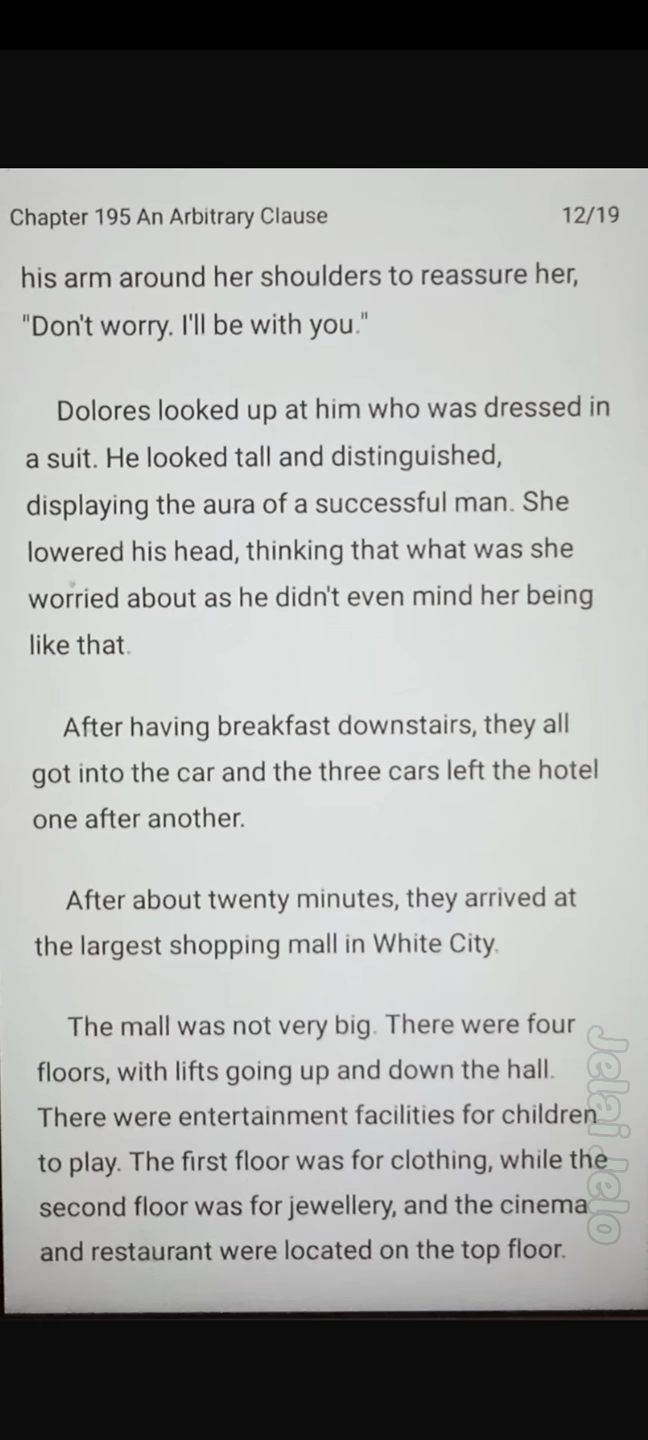 Chapter 195 An Arbitrary Clause 12/19
his arm around her shoulders to reassure her,
"Don't worry. I'll be with you."
Dolores looked up at him who was dressed in
a suit. He looked tall and distinguished,
displaying the aura of a successful man. She
lowered his head, thinking that what was she
worried about as he didn't even mind her being
like that.
After having breakfast downstairs, they all
got into the car and the three cars left the hotel
one after another.
After about twenty minutes, they arrived at
the largest shopping mall in White City.
The mall was not very big. There were four
floors, with lifts going up and down the hall.
There were entertainment facilities for children
to play. The first floor was for clothing, while the
second floor was for jewellery, and the cinema
and restaurant were located on the top floor.
Jelai Jelo